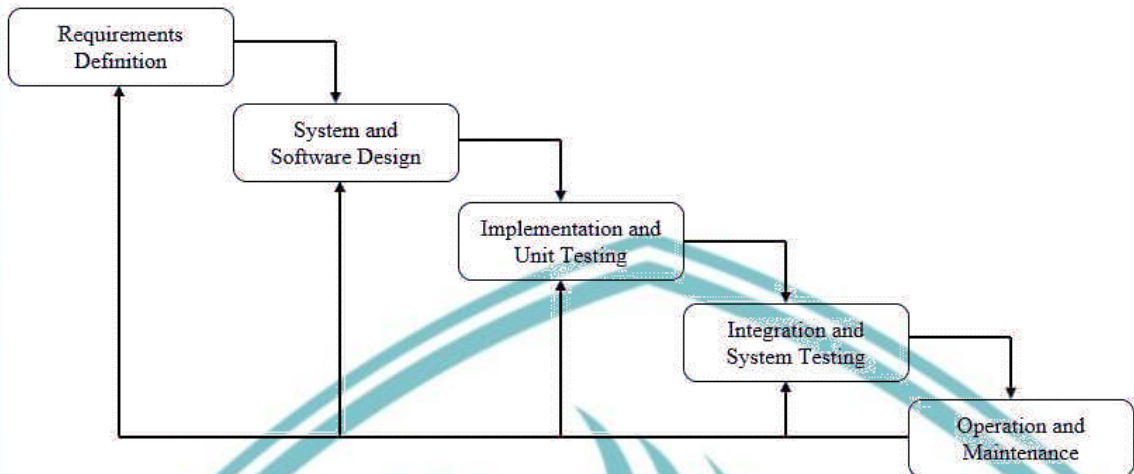 Requirements
Definition
System and
Software Design
Implementation and
Unit Testing
Integration and
System Testing
Operation and
Maintenance